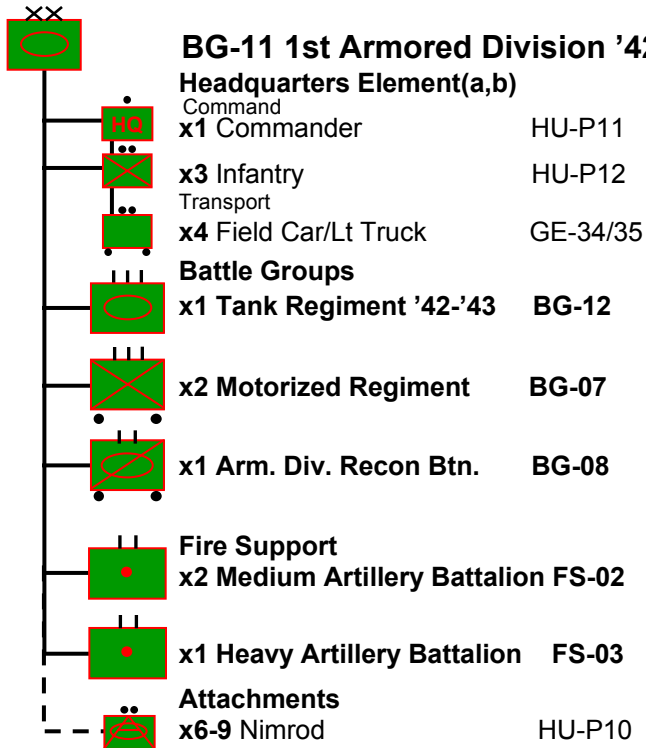 BG-11 1st Armored Division '42
Headquarters Element(a,b)
Command
HQ
x1 Commander HU-P11
x3 Infantry HU-P12
Transport
x4 Field Car/Lt Truck GE-34/35
Battle Groups
x1 Tank Regiment '42-'43 BG-12
x2 Motorized Regiment BG-07
x1 Arm. Div. Recon Btn. BG-08
Fire Support
x2 Medium Artillery Battalion FS-02
x1 Heavy Artillery Battalion FS-03
Attachments
x6-9 Nimrod HU-P10